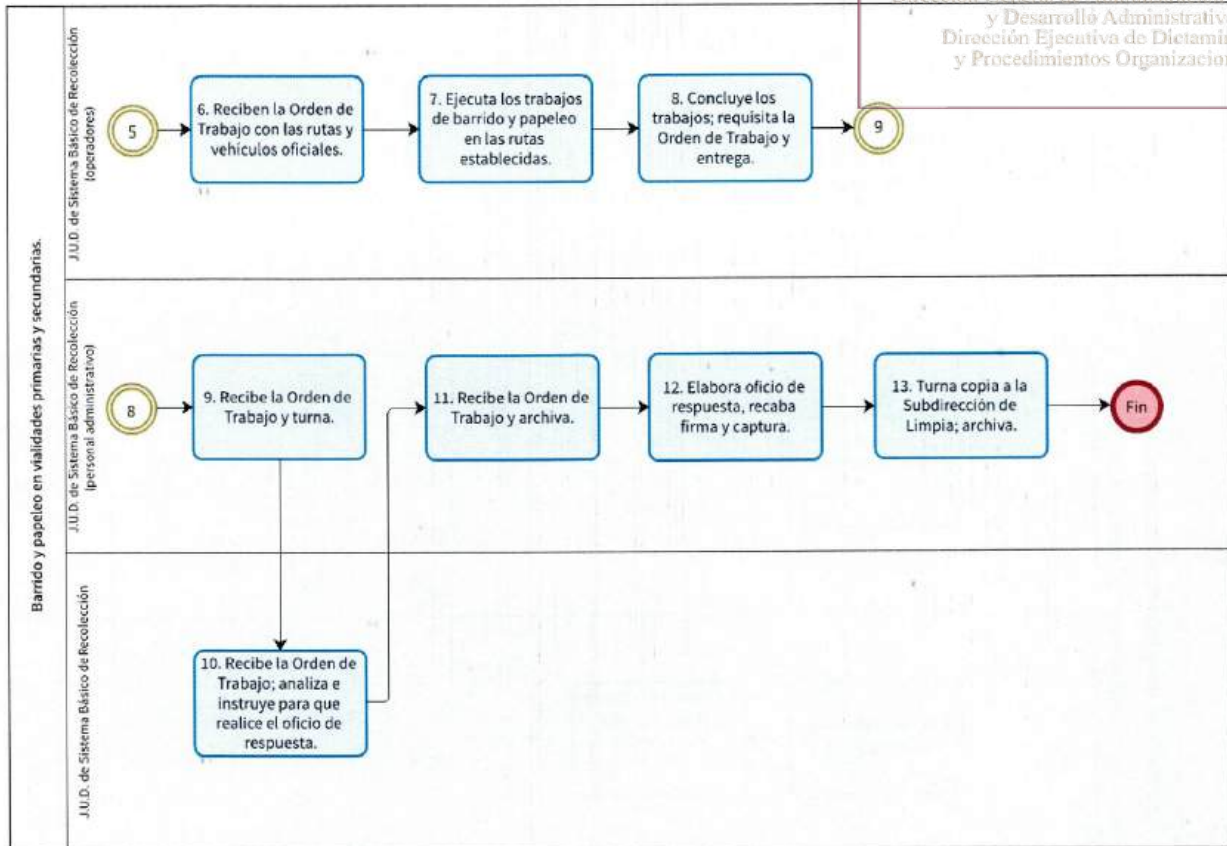 y Desarrollo Administrativ
Dirección Ejecutiva de Dictami
y Procedimientos Organizacion
Barrido y papeleo en vialidades primarias y secundarias.
J.U.D. de Sistema Básico de Recolección
(operadores)
5
6. Reciben la Orden de
Trabajo con las rutas y
vehículos oficiales.
7. Ejecuta los trabajos
de barrido y papeleo
en las rutas
establecidas.
8. Concluye los
trabajos; requisita la
Orden de Trabajo y
entrega.
9
J.U.D. de Sistema Básico de Recolección
(personal administrativo)
8
9. Recibe la Orden de
Trabajo y turna.
11. Recibe la Orden de
Trabajo y archiva.
12. Elabora oficio de
respuesta, recaba
firma y captura.
13. Turna copia a la
Subdirección de
Limpia; archiva.
Fin
J.U.D. de Sistema Básico de Recolección
10. Recibe la Orden de
Trabajo; analiza e
instruye para que
realice el oficio de
respuesta.